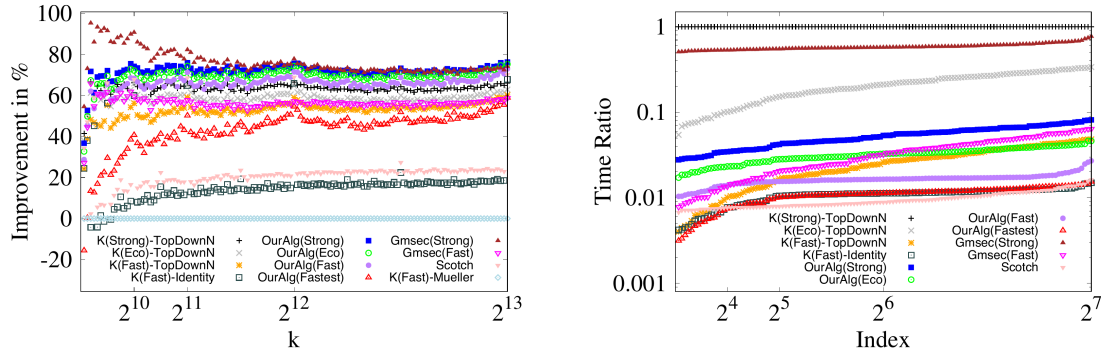 Improvement in %
100
80
60
40
20
0
-20
K(Strong)-TopDownN
K(Eco)-TopDownN
K(Fast)-TopDownN
K(Fast)-Identity
OurAlg(Strong)
OurAlg(Eco)
OurAlg(Fast)
OurAlg(Fastest)
Gmsec(Strong)
Gmsec(Fast)
Scotch
K(Fast)-Mueller
2^10 2^11 2^12 2^13
k
Time Ratio
1
0.1
0.01
0.001
K(Strong)-TopDownN
K(Eco)-TopDownN
K(Fast)-TopDownN
K(Fast)-Identity
OurAlg(Strong)
OurAlg(Eco)
OurAlg(Fast)
OurAlg(Fastest)
Gmsec(Strong)
Gmsec(Fast)
Scotch
2^4 2^5 2^6 2^7
Index